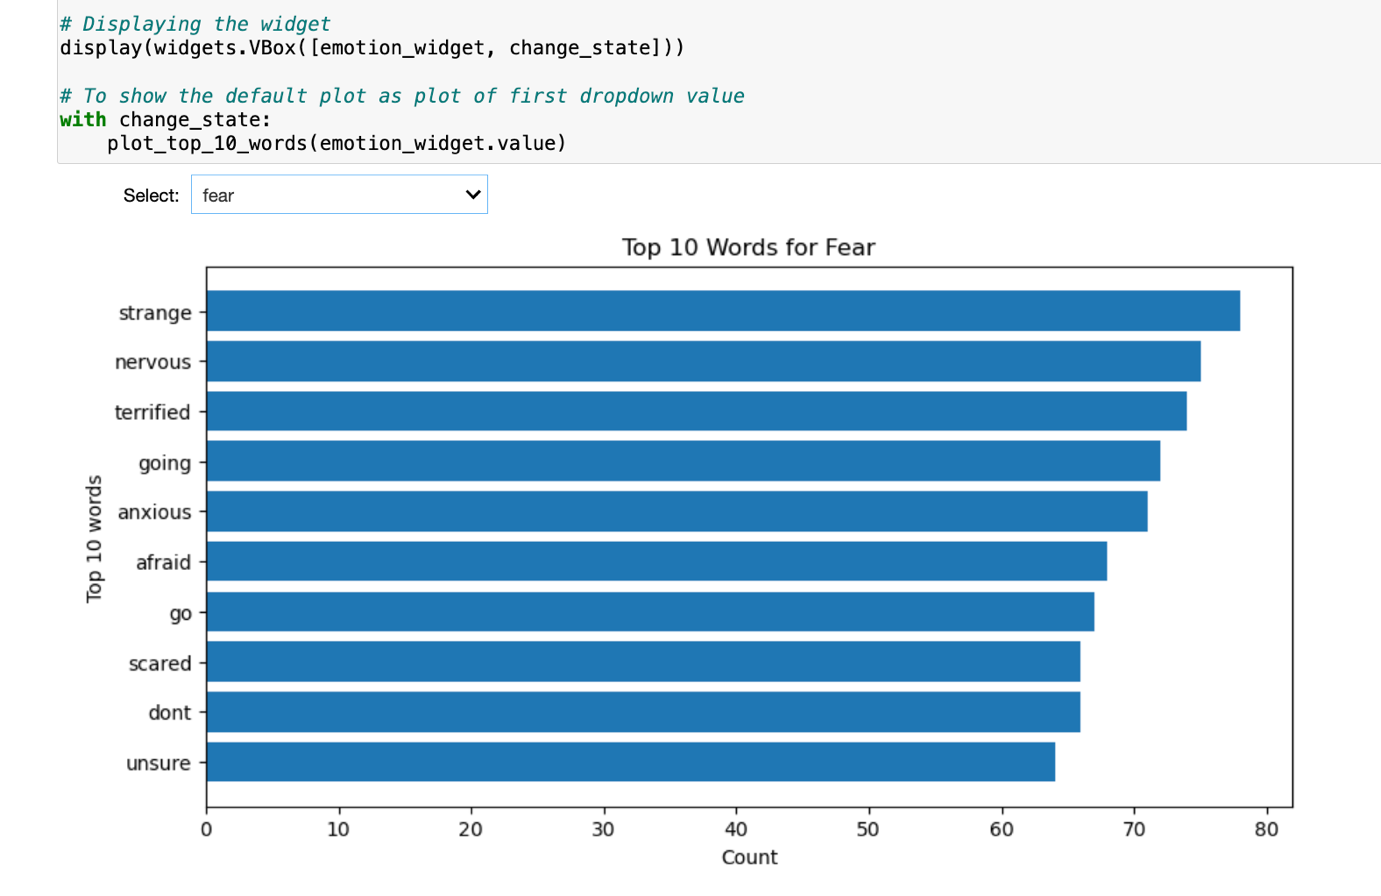 # Displaying the widget
display(widgets.VBox([emotion_widget, change_state]))
# To show the default plot as plot of first dropdown value
with change_state:
    plot_top_10_words(emotion_widget.value)
Select: fear
Top 10 Words for Fear
Top 10 words
strange
nervous
terrified
going
anxious
afraid
go
scared
dont
unsure
0 10 20 30 40 50 60 70 80
Count